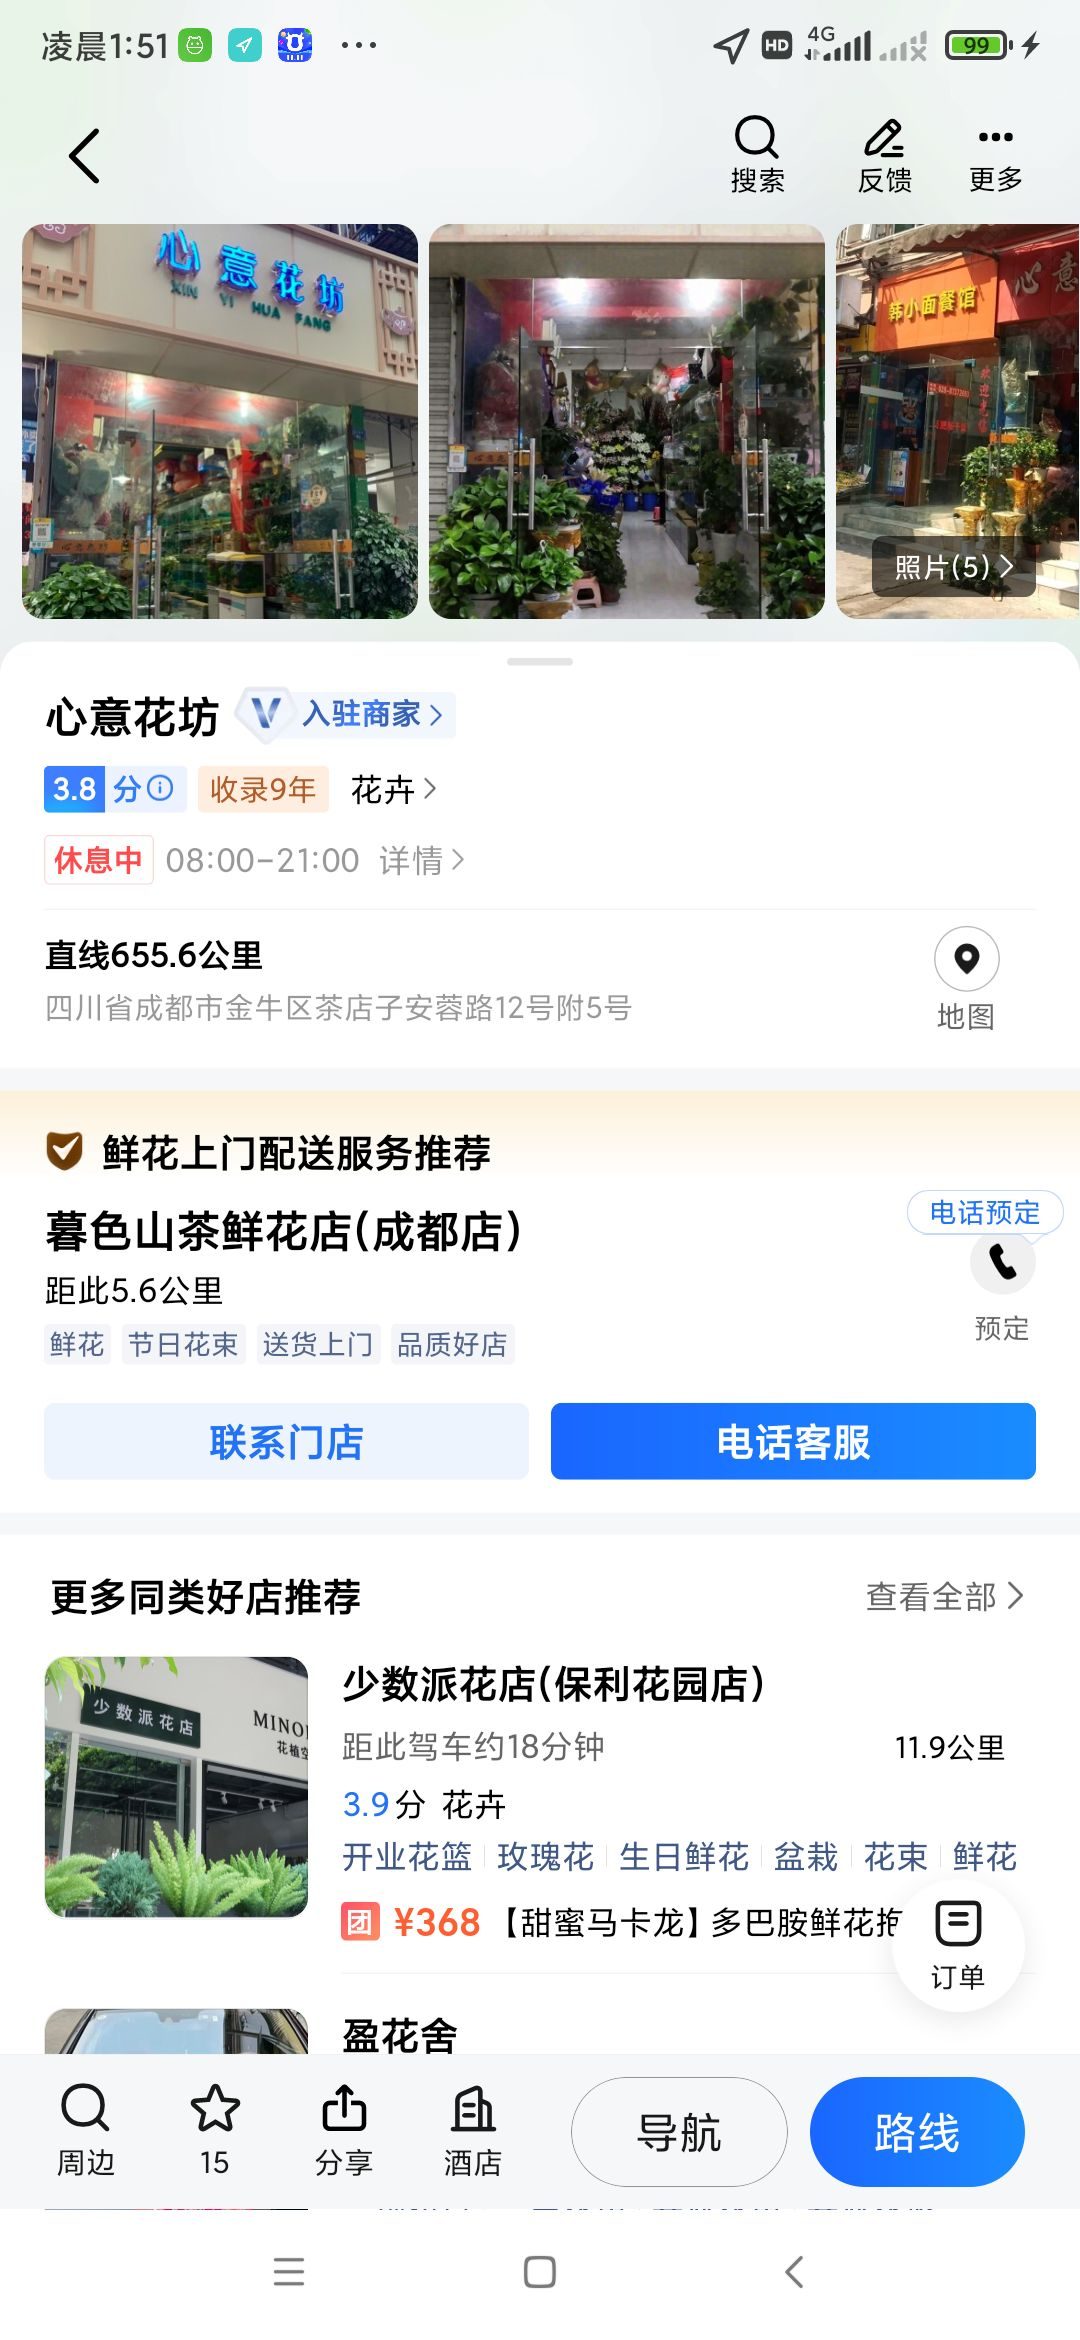 凌晨1:51
HD 4G 99
搜索 反馈 更多
心意花坊
XIN YI HUA FANG
韩小面餐馆
心意
欢迎光临
照片(5)
心意花坊 V 入驻商家
3.8 分 收录9年 花卉
休息中 08:00-21:00 详情
直线655.6公里
四川省成都市金牛区茶店子安蓉路12号附5号
地图
鲜花上门配送服务推荐
暮色山茶鲜花店(成都店)
电话预定
距此5.6公里
预定
鲜花 节日花束 送货上门 品质好店
联系门店 电话客服
更多同类好店推荐 查看全部
少数派花店
MINO
花植空
少数派花店(保利花园店)
距此驾车约18分钟 11.9公里
3.9分 花卉
开业花篮 玫瑰花 生日鲜花 盆栽 花束 鲜花
团 ¥368 【甜蜜马卡龙】多巴胺鲜花抱
订单
盈花舍
周边 15 分享 酒店 导航 路线